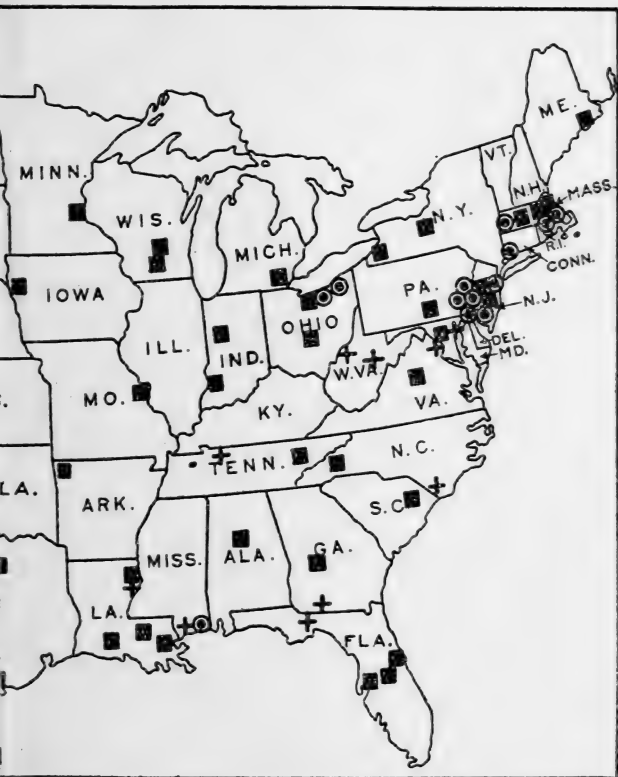 ME.
VT.
MINN.
N.H.
MASS.
WIS.
N.Y.
MICH.
R.I.
CONN.
IOWA
PA.
N.J.
OHIO
ILL.
IND.
DEL.
W.VA.
MD.
MO.
VA.
KY.
N.C.
TENN.
LA.
ARK.
S.C.
MISS.
ALA.
GA.
LA.
FLA.